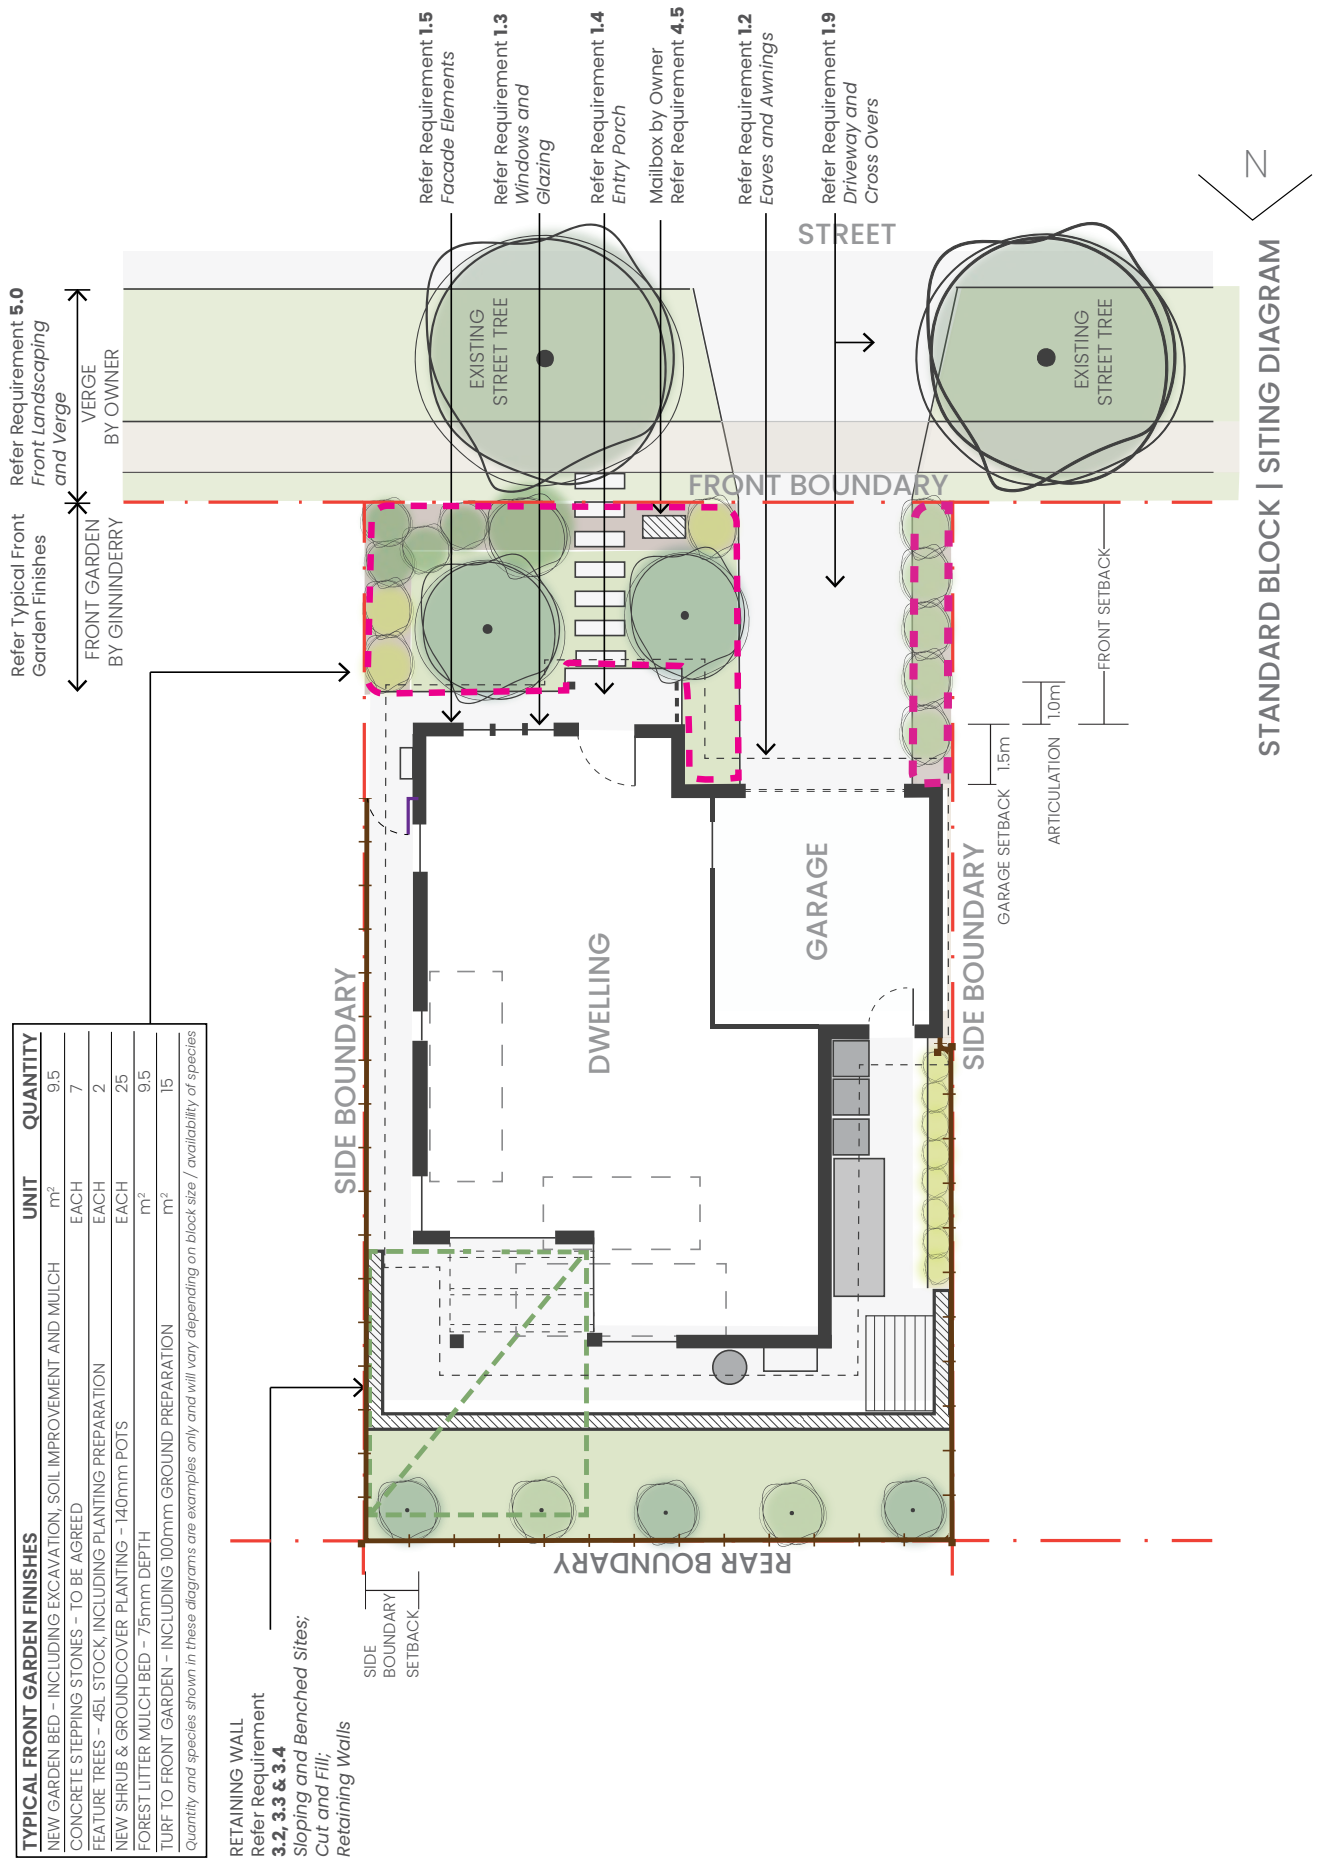 TYPICAL FRONT GARDEN FINISHES UNIT QUANTITY
NEW GARDEN BED - INCLUDING EXCAVATION, SOIL IMPROVEMENT AND MULCH m² 9.5
CONCRETE STEPPING STONES - TO BE AGREED EACH 7
FEATURE TREES - 45L STOCK, INCLUDING PLANTING PREPARATION EACH 2
NEW SHRUB & GROUNDCOVER PLANTING - 140mm POTS EACH 25
FOREST LITTER MULCH BED - 75mm DEPTH m² 9.5
TURF TO FRONT GARDEN - INCLUDING 100mm GROUND PREPARATION m² 15
Quantity and species shown in these diagrams are examples only and will vary depending on block size / availability of species
Refer Typical Front
Garden Finishes
FRONT GARDEN
BY GINNINDERRY
Refer Requirement 5.0
Front Landscaping
and Verge
VERGE
BY OWNER
RETAINING WALL
Refer Requirement
3.2, 3.3 & 3.4
Sloping and Benched Sites;
Cut and Fill;
Retaining Walls
SIDE
BOUNDARY
SETBACK
SIDE BOUNDARY
Refer Requirement 1.5
Facade Elements
Refer Requirement 1.3
Windows and
Glazing
Refer Requirement 1.4
Entry Porch
Mailbox by Owner
Refer Requirement 4.5
Refer Requirement 1.2
Eaves and Awnings
Refer Requirement 1.9
Driveway and
Cross Overs
EXISTING
STREET TREE
STREET
EXISTING
STREET TREE
FRONT BOUNDARY
DWELLING
GARAGE
REAR BOUNDARY
SIDE BOUNDARY
GARAGE SETBACK 1.5m
ARTICULATION 1.0m
FRONT SETBACK
N
STANDARD BLOCK | SITING DIAGRAM